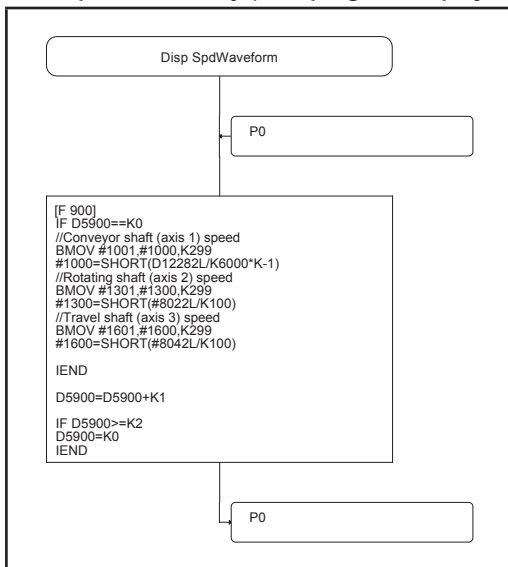 Disp SpdWaveform
P0
[F 900]
IF D5900==K0
//Conveyor shaft (axis 1) speed
BMOV #1001,#1000,K299
#1000=SHORT(D12282L/K6000*K-1)
//Rotating shaft (axis 2) speed
BMOV #1301,#1300,K299
#1300=SHORT(#8022L/K100)
//Travel shaft (axis 3) speed
BMOV #1601,#1600,K299
#1600=SHORT(#8042L/K100)
IEND
D5900=D5900+K1
IF D5900>=K2
D5900=K0
IEND
P0